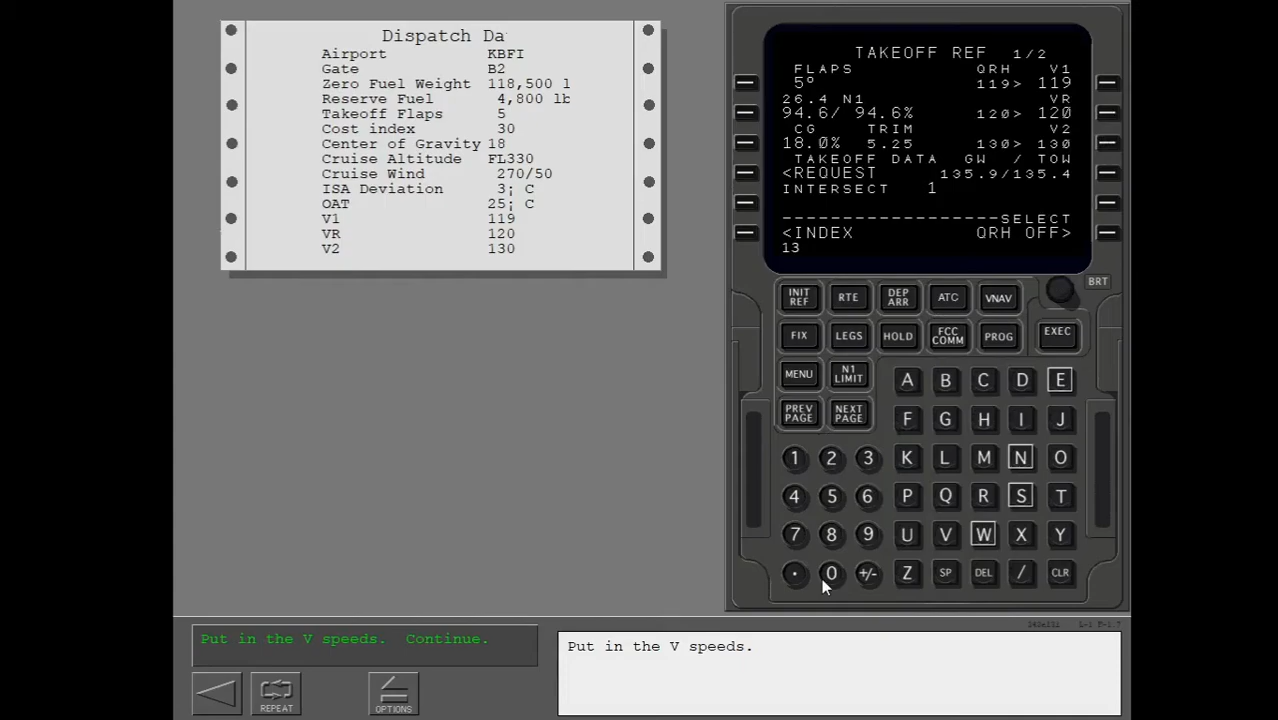 Dispatch Da
Airport KBFI
Gate B2
Zero Fuel Weight 118,500 l
Reserve Fuel 4,800 lb
Takeoff Flaps 5
Cost index 30
Center of Gravity 18
Cruise Altitude FL330
Cruise Wind 270/50
ISA Deviation 3¡ C
OAT 25¡ C
V1 119
VR 120
V2 130
TAKEOFF REF 1/2
FLAPS QRH V1
5° 119> 119
26.4 N1 VR
94.6/ 94.6% 120> 120
CG TRIM V2
18.0% 5.25 130> 130
TAKEOFF DATA GW / TOW
<REQUEST 135.9/135.4
INTERSECT 1
--------------------SELECT
<INDEX QRH OFF>
13
BRT
INIT REF RTE DEP ARR ATC VNAV
FIX LEGS HOLD FCC COMM PROG EXEC
MENU N1 LIMIT A B C D E
PREV PAGE NEXT PAGE F G H I J
1 2 3 K L M N O
4 5 6 P Q R S T
7 8 9 U V W X Y
. 0 +/- Z SP DEL / CLR
Put in the V speeds. Continue.
Put in the V speeds.
REPEAT
OPTIONS